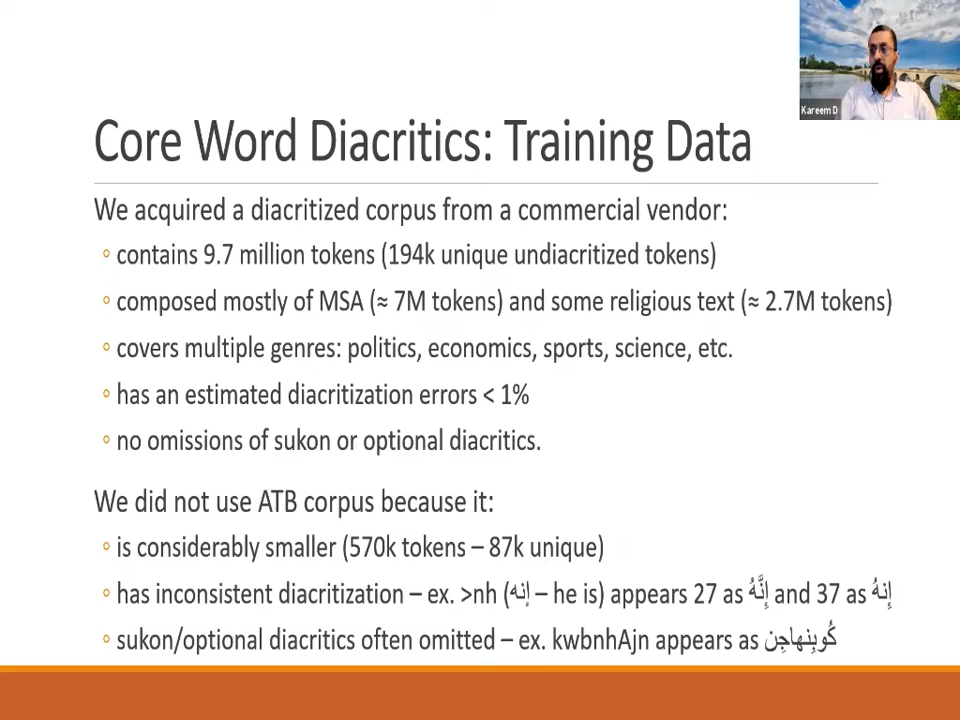 Kareem D
Core Word Diacritics: Training Data
We acquired a diacritized corpus from a commercial vendor:
◦ contains 9.7 million tokens (194k unique undiacritized tokens)
◦ composed mostly of MSA (≈ 7M tokens) and some religious text (≈ 2.7M tokens)
◦ covers multiple genres: politics, economics, sports, science, etc.
◦ has an estimated diacritization errors < 1%
◦ no omissions of sukon or optional diacritics.
We did not use ATB corpus because it:
◦ is considerably smaller (570k tokens – 87k unique)
◦ has inconsistent diacritization – ex. >nh (إنه – he is) appears 27 as إِنَّهُ and 37 as إِنهُ
◦ sukon/optional diacritics often omitted – ex. kwbnhAjn appears as كُوبِنهاجِن